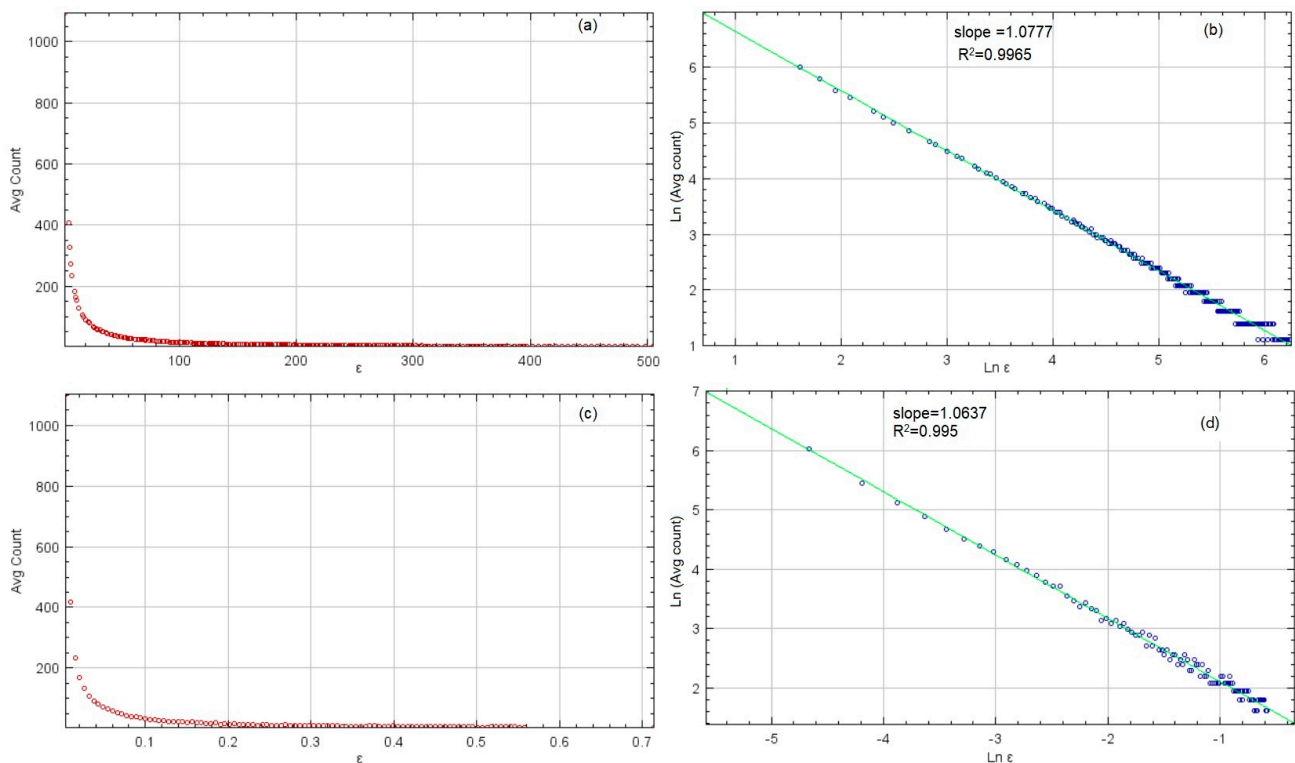 (a)
1000
800
600
400
200
Avg Count
100
200
300
400
500
ε
slope =1.0777
R²=0.9965
(b)
6
5
4
3
2
1
Ln (Avg count)
1
2
3
4
5
6
Ln ε
(c)
1000
800
600
400
200
Avg Count
0.1
0.2
0.3
0.4
0.5
0.6
0.7
ε
slope=1.0637
R²=0.995
(d)
7
6
5
4
3
2
Ln (Avg count)
-5
-4
-3
-2
-1
Ln ε